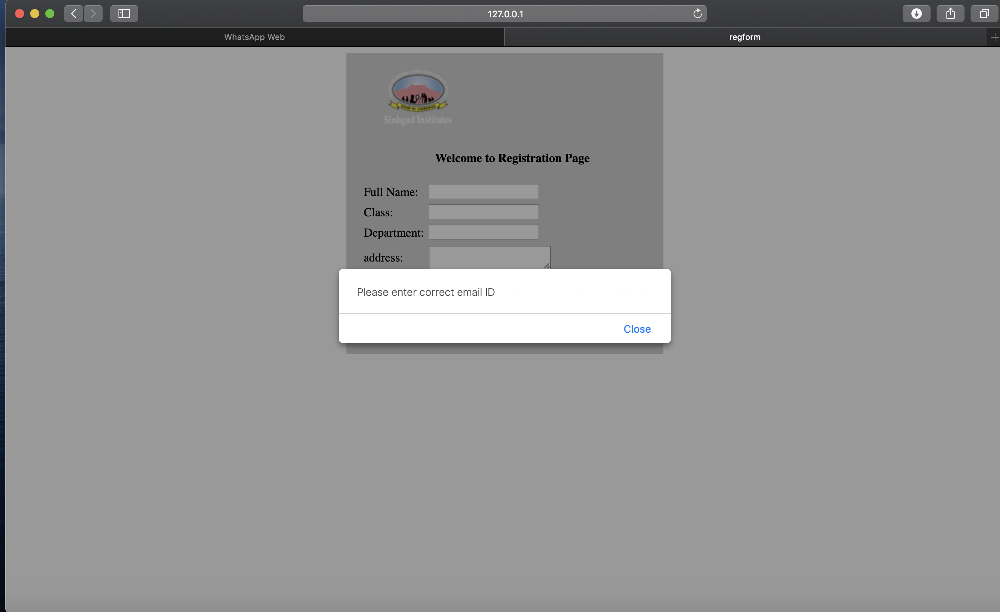 127.0.0.1
WhatsApp Web
regform
Sinhgad Institutes
Welcome to Registration Page
Full Name:
Class:
Department:
address:
Please enter correct email ID
Close